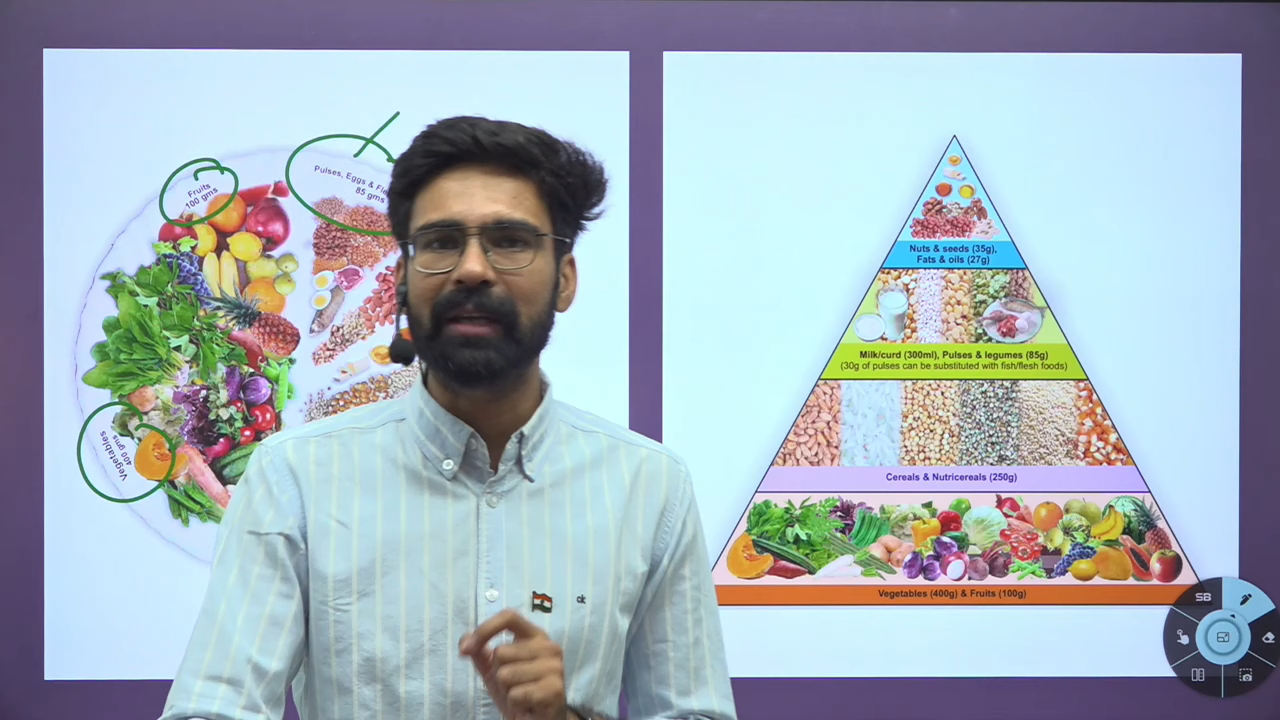 Fruits
100 gms
Pulses, Eggs &
85 gms
Vegetables
400 gms
Nuts & seeds (35g),
Fats & oils (27g)
Milk/curd (300ml), Pulses & legumes (85g)
(30g of pulses can be substituted with fish/flesh foods)
Cereals & Nutricereals (250g)
Vegetables (400g) & Fruits (100g)
SB
ck